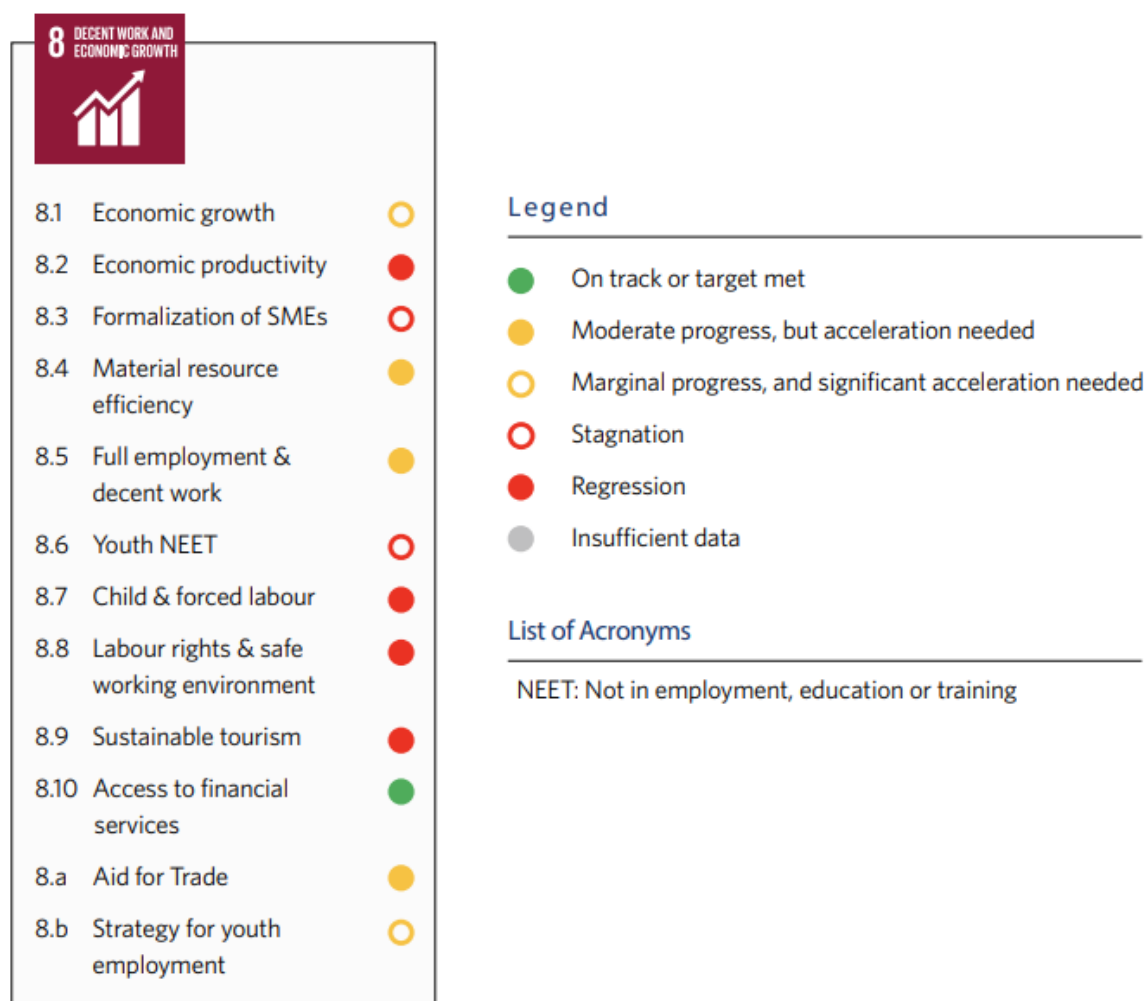 8 DECENT WORK AND
ECONOMIC GROWTH
8.1 Economic growth
8.2 Economic productivity
8.3 Formalization of SMEs
8.4 Material resource
efficiency
8.5 Full employment &
decent work
8.6 Youth NEET
8.7 Child & forced labour
8.8 Labour rights & safe
working environment
8.9 Sustainable tourism
8.10 Access to financial
services
8.a Aid for Trade
8.b Strategy for youth
employment
Legend
On track or target met
Moderate progress, but acceleration needed
Marginal progress, and significant acceleration needed
Stagnation
Regression
Insufficient data
List of Acronyms
NEET: Not in employment, education or training